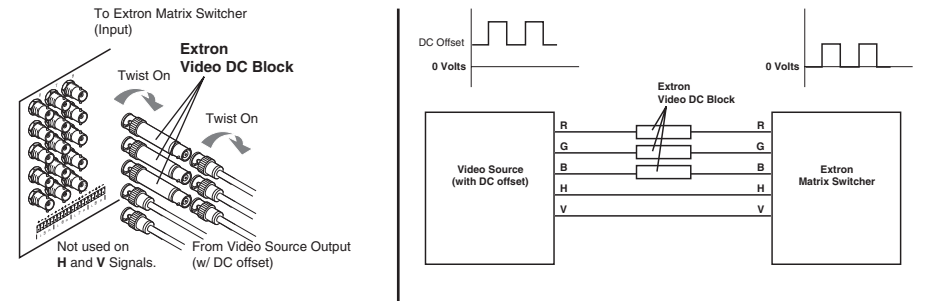 To Extron Matrix Switcher
(Input)
Extron
Video DC Block
Twist On
Twist On
Not used on
H and V Signals.
From Video Source Output
(w/ DC offset)
DC Offset
0 Volts
0 Volts
Extron
Video DC Block
R
R
G
G
B
B
H
H
V
V
Video Source
(with DC offset)
Extron
Matrix Switcher